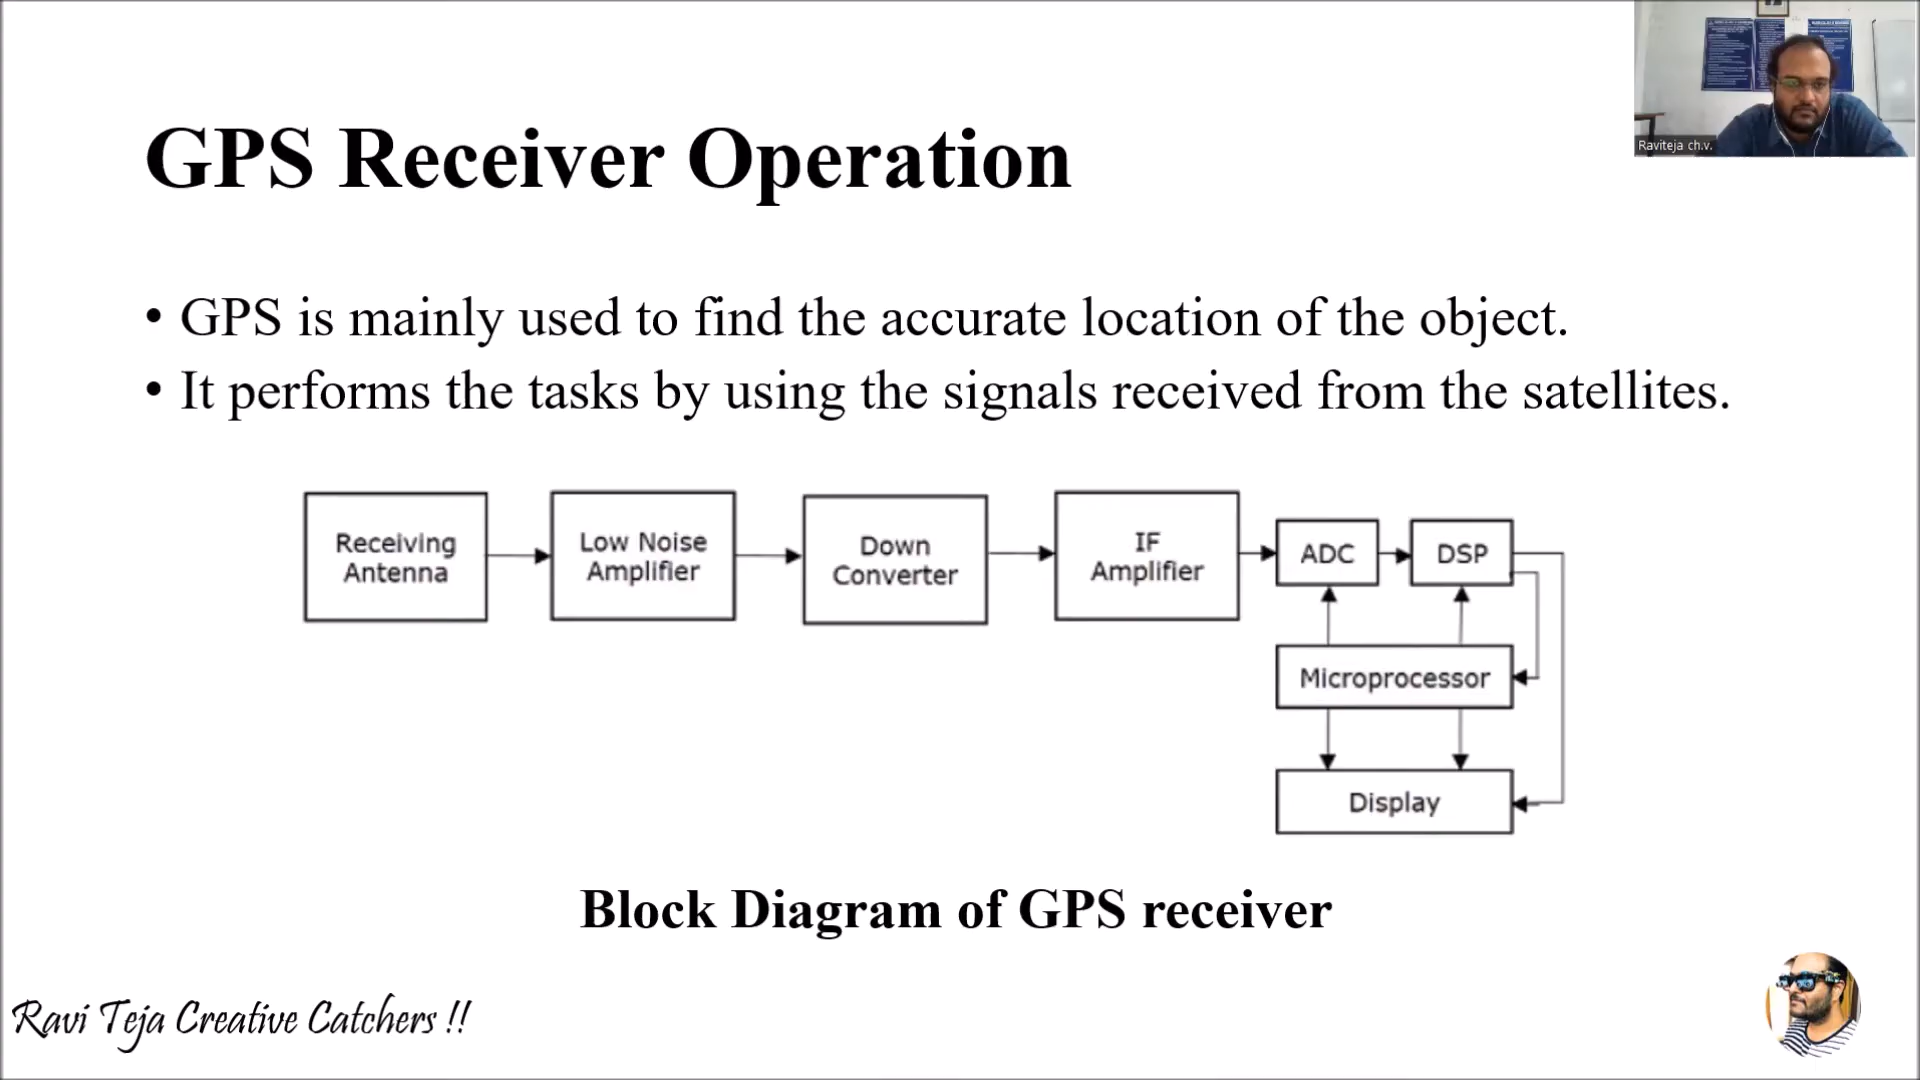 Raviteja ch.v.
GPS Receiver Operation
• GPS is mainly used to find the accurate location of the object.
• It performs the tasks by using the signals received from the satellites.
Receiving
Antenna
Low Noise
Amplifier
Down
Converter
IF
Amplifier
ADC
DSP
Microprocessor
Display
Block Diagram of GPS receiver
Ravi Teja Creative Catchers !!